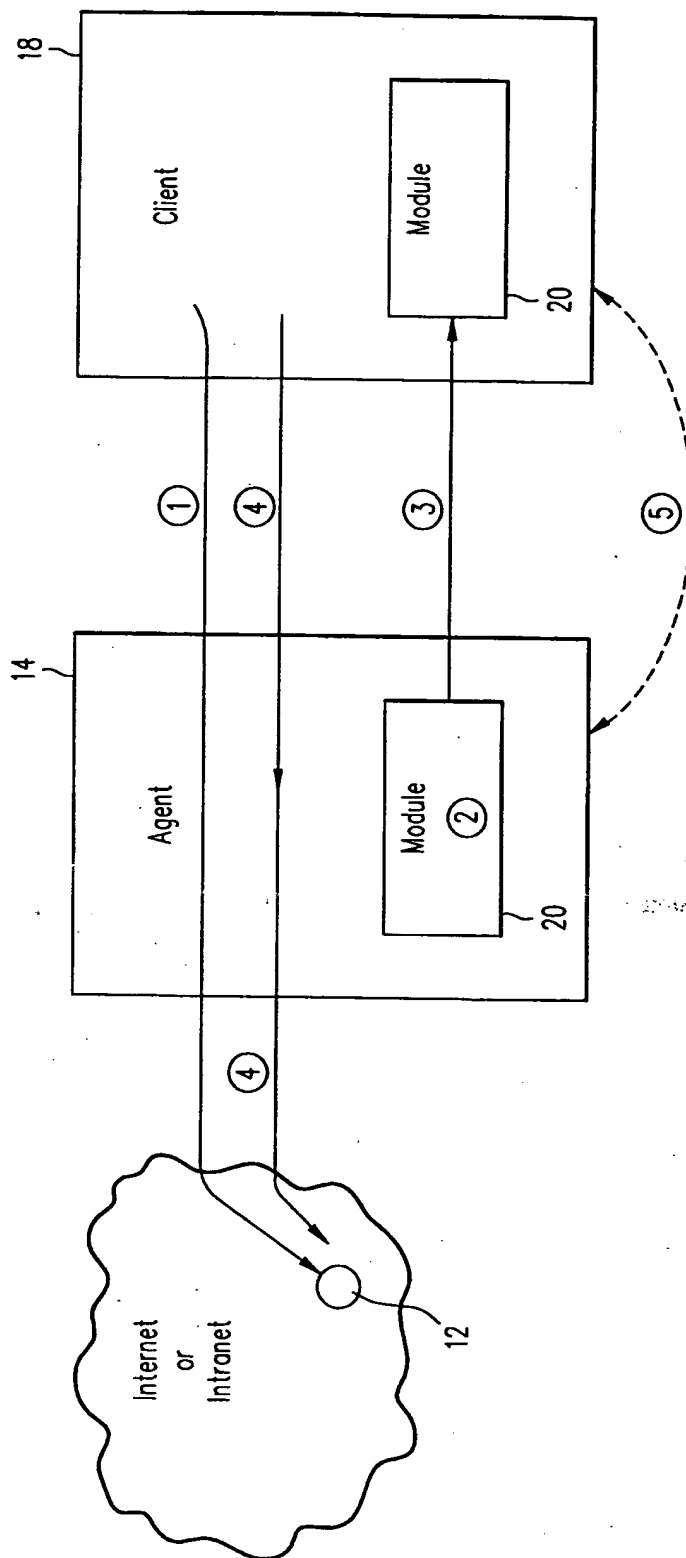 Internet
or
Intranet
12
④
14
Agent
Module
②
20
①
④
③
⑤
18
Client
Module
20